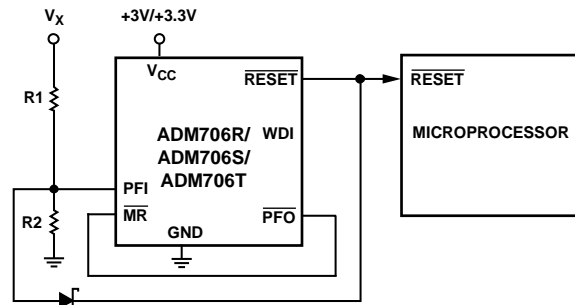 VX
+3V/+3.3V
VCC
R1
RESET
RESET
ADM706R/
ADM706S/
ADM706T
WDI
MICROPROCESSOR
PFI
R2
MR
PFO
GND